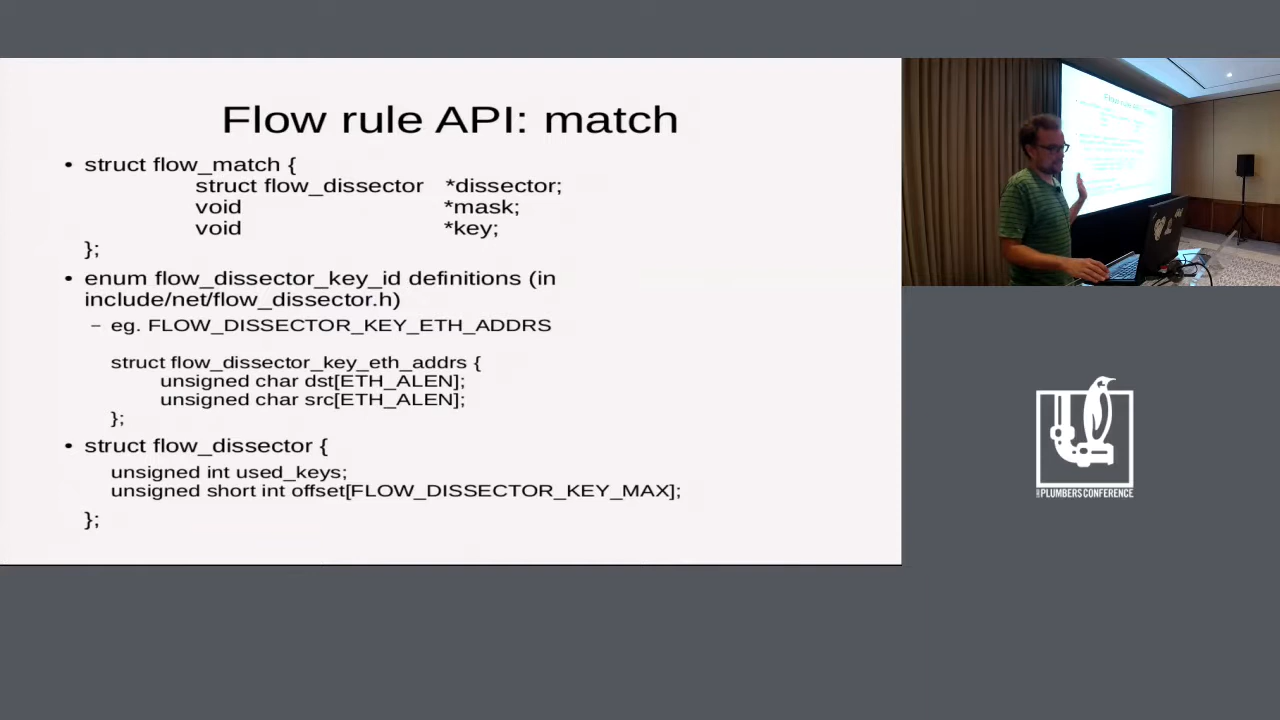 Flow rule API: match
• struct flow_match {
struct flow_dissector *dissector;
void *mask;
void *key;
};
• enum flow_dissector_key_id definitions (in
include/net/flow_dissector.h)
– eg. FLOW_DISSECTOR_KEY_ETH_ADDRS
struct flow_dissector_key_eth_addrs {
unsigned char dst[ETH_ALEN];
unsigned char src[ETH_ALEN];
};
• struct flow_dissector {
unsigned int used_keys;
unsigned short int offset[FLOW_DISSECTOR_KEY_MAX];
};
PLUMBERS CONFERENCE